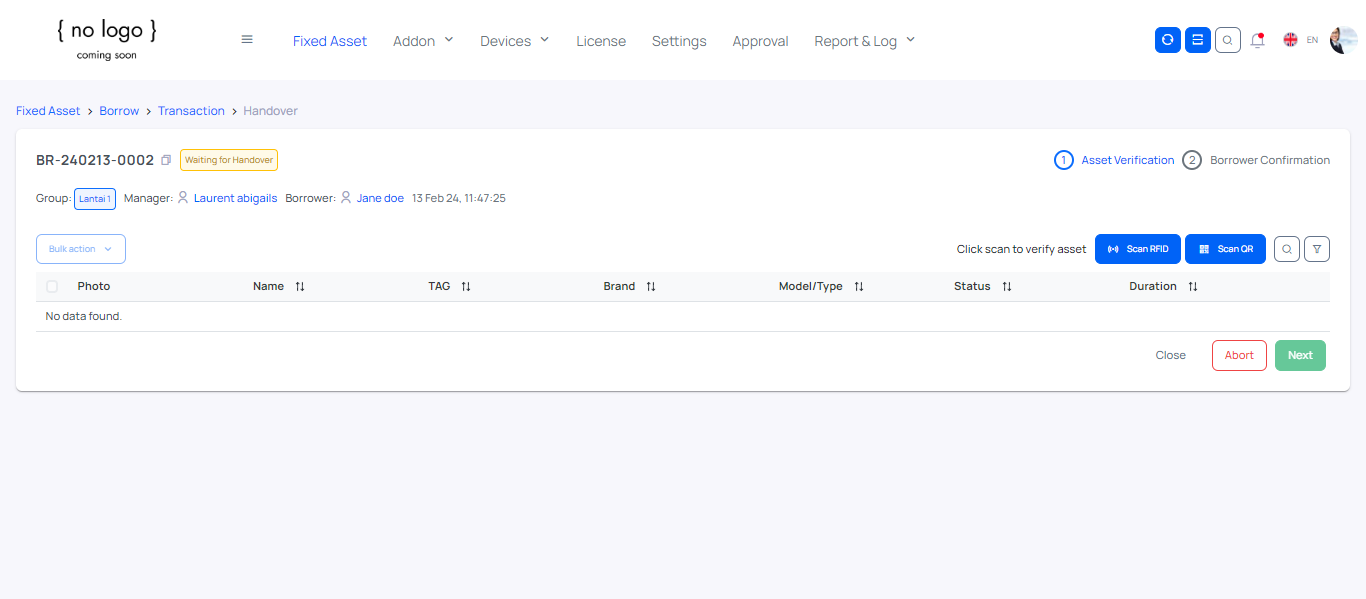 { no logo }
coming soon
Fixed Asset Addon Devices License Settings Approval Report & Log EN
Fixed Asset > Borrow > Transaction > Handover
BR-240213-0002 Waiting for Handover 1 Asset Verification 2 Borrower Confirmation
Group: Lantai 1 Manager: Laurent abigails Borrower: Jane doe 13 Feb 24, 11:47:25
Bulk action Click scan to verify asset Scan RFID Scan QR
Photo Name TAG Brand Model/Type Status Duration
No data found.
Close Abort Next